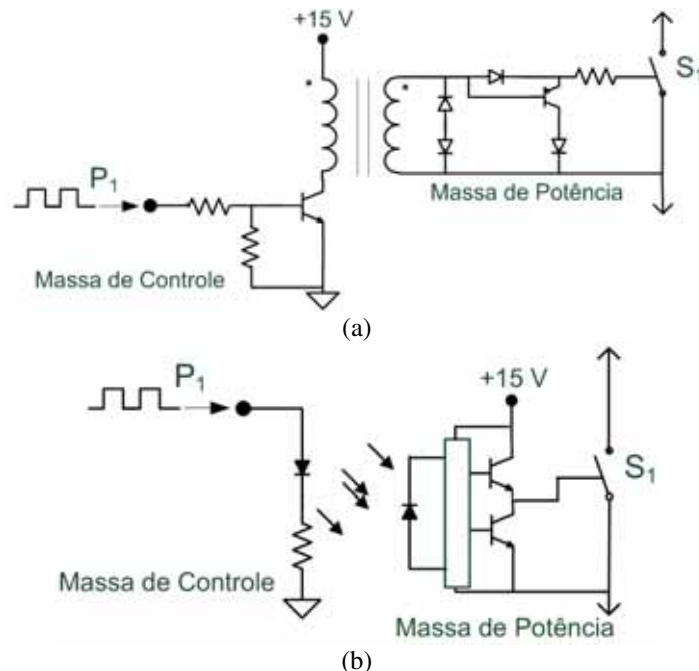 +15 V
S₁
P₁
Massa de Potência
Massa de Controle
(a)
P₁
+15 V
S₁
Massa de Controle
Massa de Potência
(b)